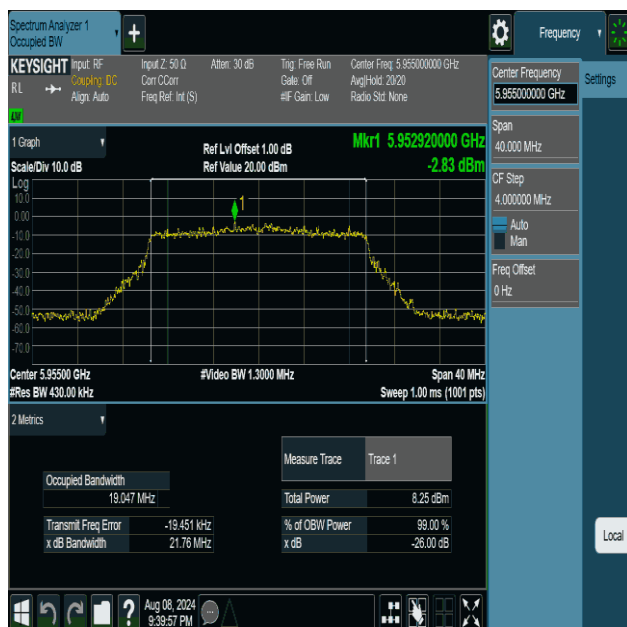 Spectrum Analyzer 1
Occupied BW
Frequency
KEYSIGHT
RL
Input: RF
Coupling: DC
Align: Auto
Input Z: 50 Ω
Corr CCorr
Freq Ref: Int (S)
Atten: 30 dB
Trig: Free Run
Gate: Off
#IF Gain: Low
Center Freq: 5.955000000 GHz
Avg|Hold: 20/20
Radio Std: None
1 Graph
Scale/Div 10.0 dB
Ref Lvl Offset 1.00 dB
Ref Value 20.00 dBm
Mkr1 5.952920000 GHz
-2.83 dBm
Log
10.0
0.00
-10.0
-20.0
-30.0
-40.0
-50.0
-60.0
-70.0
1
Center 5.95500 GHz
#Res BW 430.00 kHz
#Video BW 1.3000 MHz
Span 40 MHz
Sweep 1.00 ms (1001 pts)
2 Metrics
Measure Trace Trace 1
Occupied Bandwidth
19.047 MHz
Total Power 8.25 dBm
Transmit Freq Error -19.451 kHz
% of OBW Power 99.00 %
x dB Bandwidth 21.76 MHz
x dB -26.00 dB
Center Frequency
5.955000000 GHz
Settings
Span
40.000 MHz
CF Step
4.000000 MHz
Auto
Man
Freq Offset
0 Hz
Local
?
Aug 08, 2024
9:39:57 PM